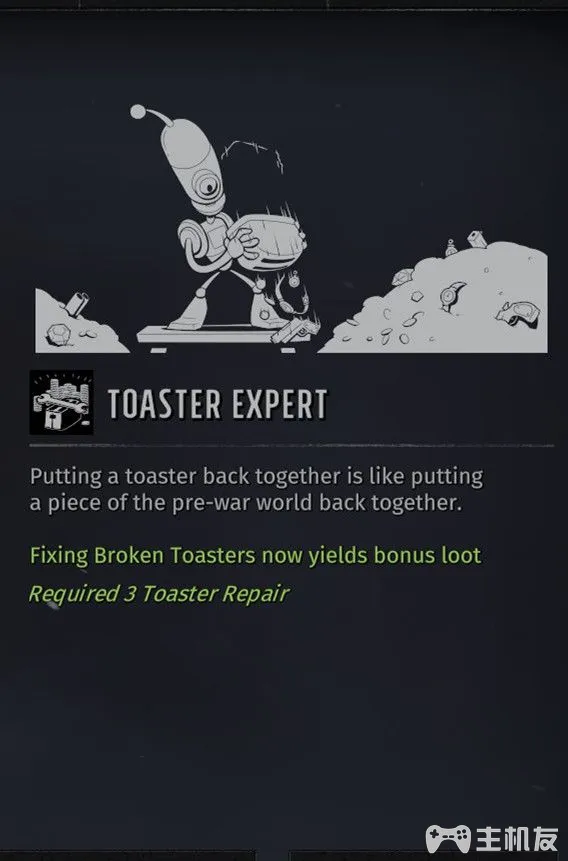 TOASTER EXPERT
Putting a toaster back together is like putting
a piece of the pre-war world back together.
Fixing Broken Toasters now yields bonus loot
Required 3 Toaster Repair
主机友